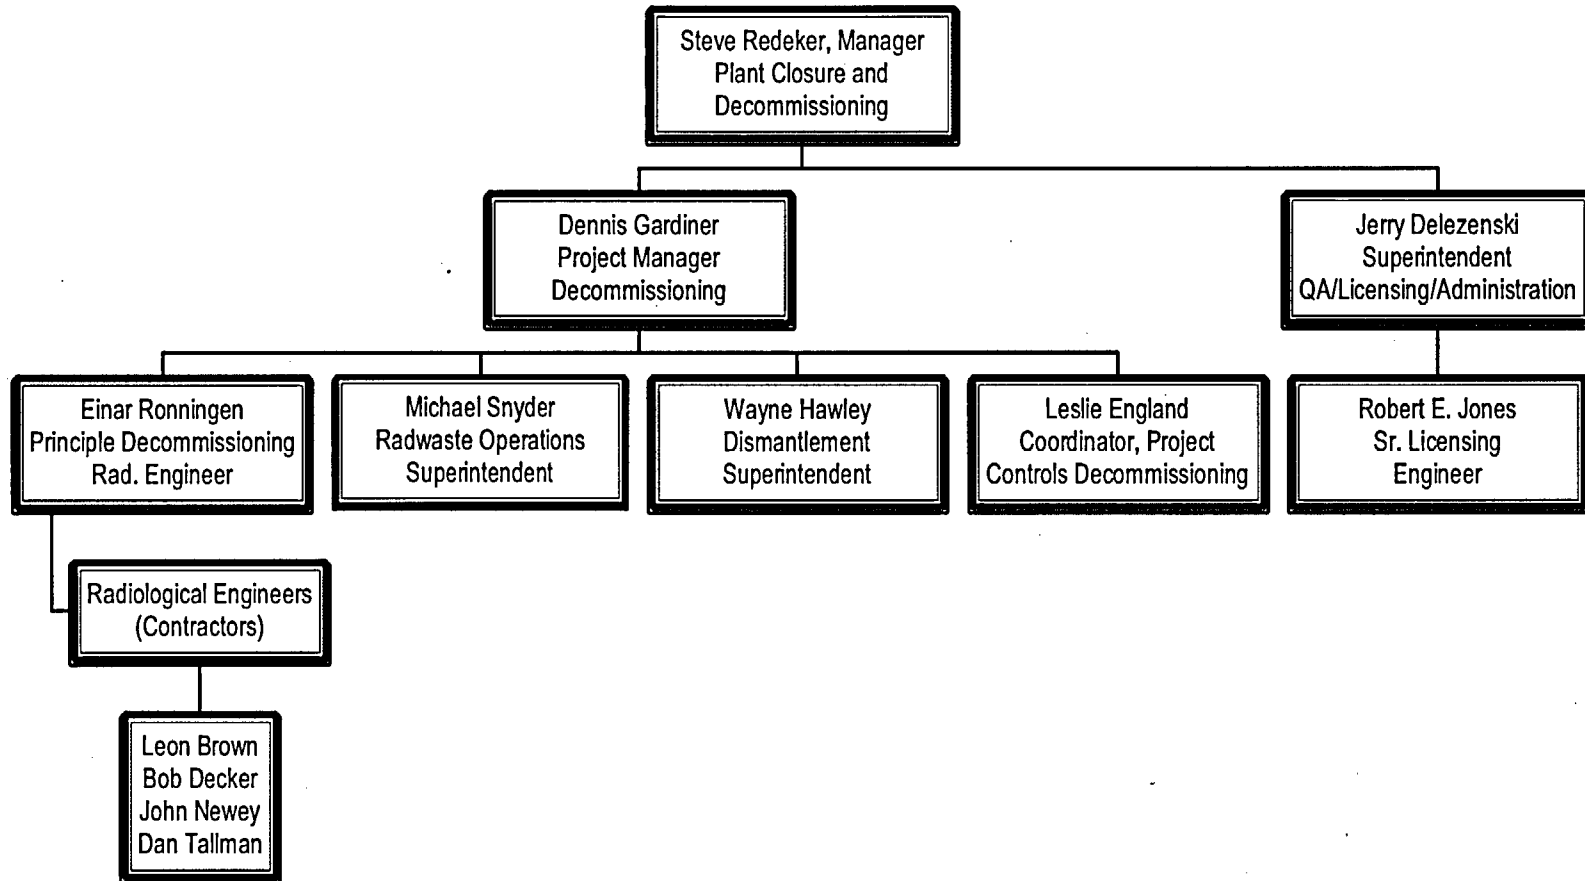 Steve Redeker, Manager
Plant Closure and
Decommissioning
Dennis Gardiner
Project Manager
Decommissioning
Jerry Delezenski
Superintendent
QA/Licensing/Administration
Einar Ronningen
Principle Decommissioning
Rad. Engineer
Michael Snyder
Radwaste Operations
Superintendent
Wayne Hawley
Dismantlement
Superintendent
Leslie England
Coordinator, Project
Controls Decommissioning
Robert E. Jones
Sr. Licensing
Engineer
Radiological Engineers
(Contractors)
Leon Brown
Bob Decker
John Newey
Dan Tallman